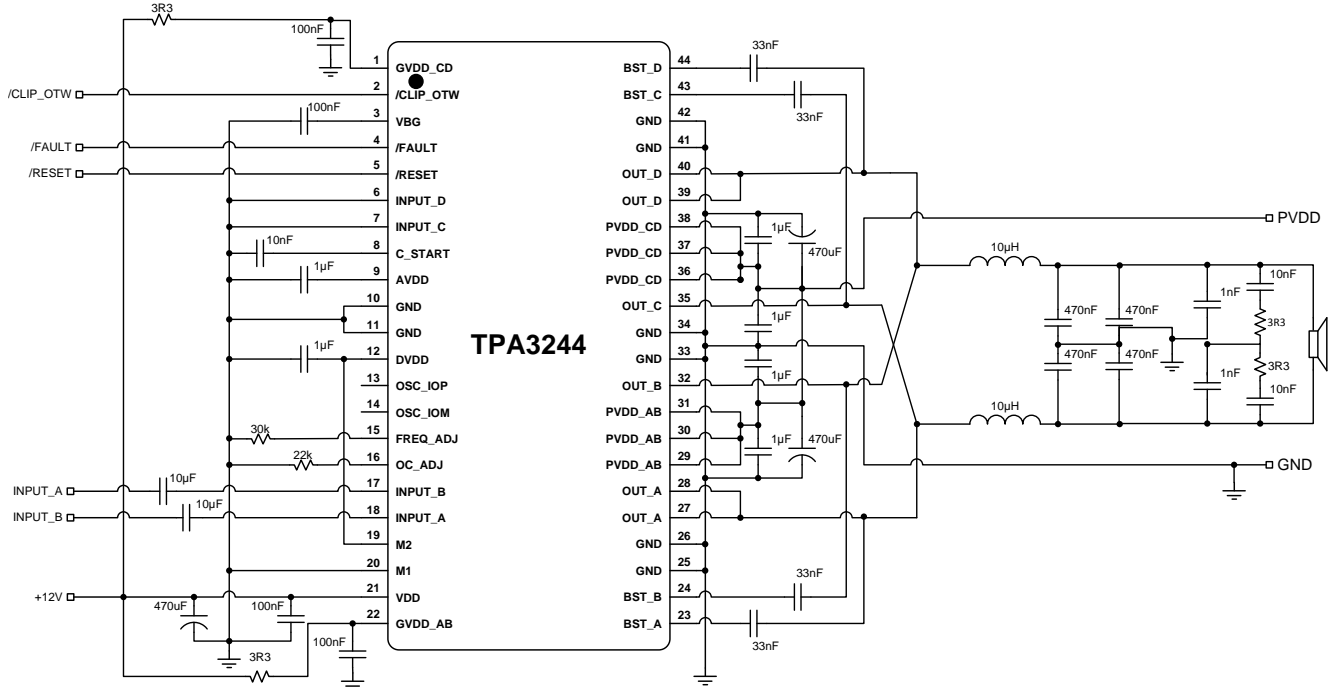 3R3
100nF
33nF
1 GVDD_CD BST_D 44
/CLIP_OTW 2 /CLIP_OTW BST_C 43
33nF
100nF
3 VBG GND 42
/FAULT 4 /FAULT GND 41
/RESET 5 /RESET OUT_D 40
6 INPUT_D OUT_D 39
7 INPUT_C PVDD_CD 38
PVDD
1µF
470uF
10nF
8 C_START PVDD_CD 37
10µH
1µF
9 AVDD PVDD_CD 36
10nF
1nF
10 GND OUT_C 35
470nF 470nF
1µF
3R3
11 GND GND 34
TPA3244
1µF
12 DVDD GND 33
470nF 470nF
3R3
1µF
1nF
10nF
13 OSC_IOP OUT_B 32
14 OSC_IOM PVDD_AB 31
10µH
30k
15 FREQ_ADJ PVDD_AB 30
1µF
470uF
22k
16 OC_ADJ PVDD_AB 29
GND
10µF
INPUT_A 17 INPUT_B OUT_A 28
10µF
INPUT_B 18 INPUT_A OUT_A 27
19 M2 GND 26
20 M1 GND 25
33nF
+12V 21 VDD BST_B 24
470uF 100nF
22 GVDD_AB BST_A 23
100nF
33nF
3R3